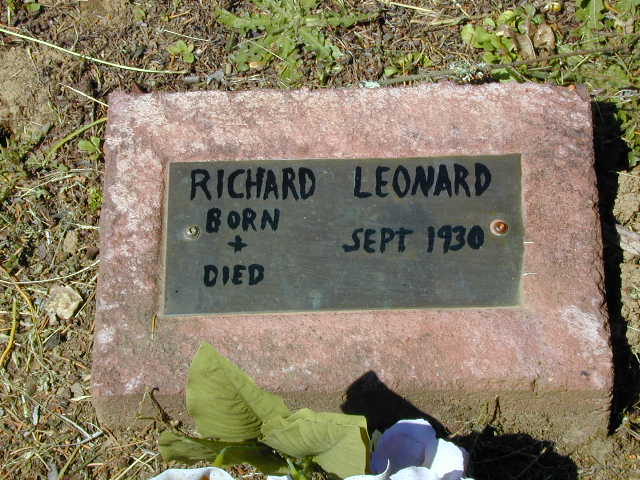 RICHARD LEONARD
BORN
+ SEPT 1930
DIED